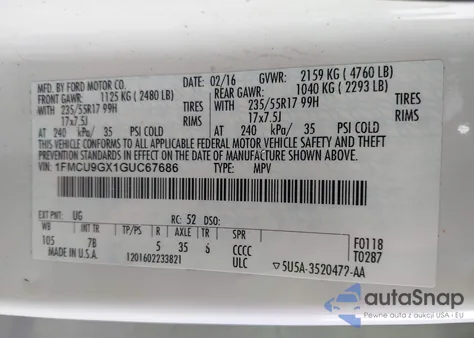 MFD. BY FORD MOTOR CO. 02/16 GVWR: 2159 KG ( 4760 LB)
FRONT GAWR: 1125 KG ( 2480 LB) REAR GAWR: 1040 KG ( 2293 LB)
235/55R17 99H TIRES 235/55R17 99H TIRES
17x7.5J RIMS 17x7.5J RIMS
AT 240 kPa/ 35 PSI COLD AT 240 kPa/ 35 PSI COLD
THIS VEHICLE CONFORMS TO ALL APPLICABLE FEDERAL MOTOR VEHICLE SAFETY AND THEFT
PREVENTION STANDARDS IN EFFECT ON THE DATE OF MANUFACTURE SHOWN ABOVE.
VIN: 1FMCU9GX1GUC67686 TYPE: MPV
EXT PNT: UG RC: 52 DSO:
WB TP/PS R AXLE TR SPR
105 7B 5 35 6 CCCC F0118
MADE IN U.S.A. 1201602233821 ULC T0287
5U5A-3520472-AA
autoSnap
Pewne auta z USA i EU